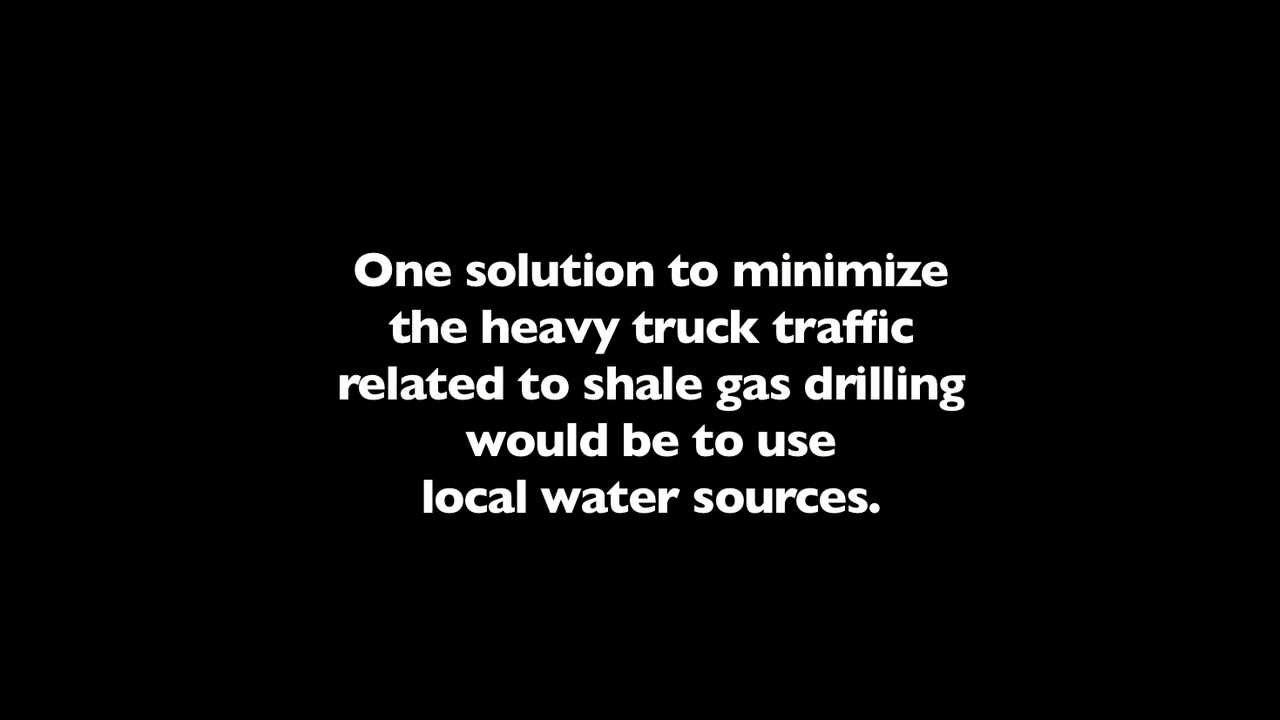 One solution to minimize
the heavy truck traffic
related to shale gas drilling
would be to use
local water sources.